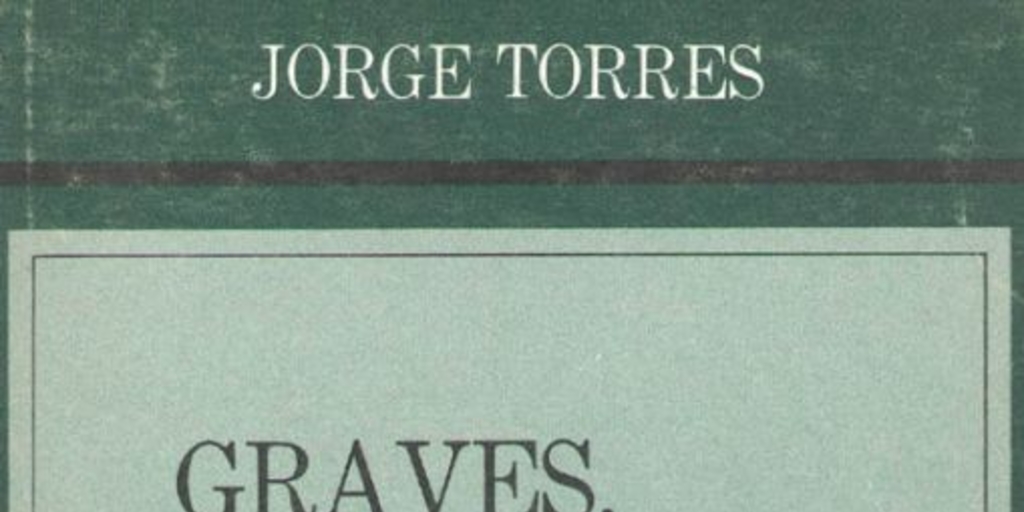 JORGE TORRES
GRAVES,